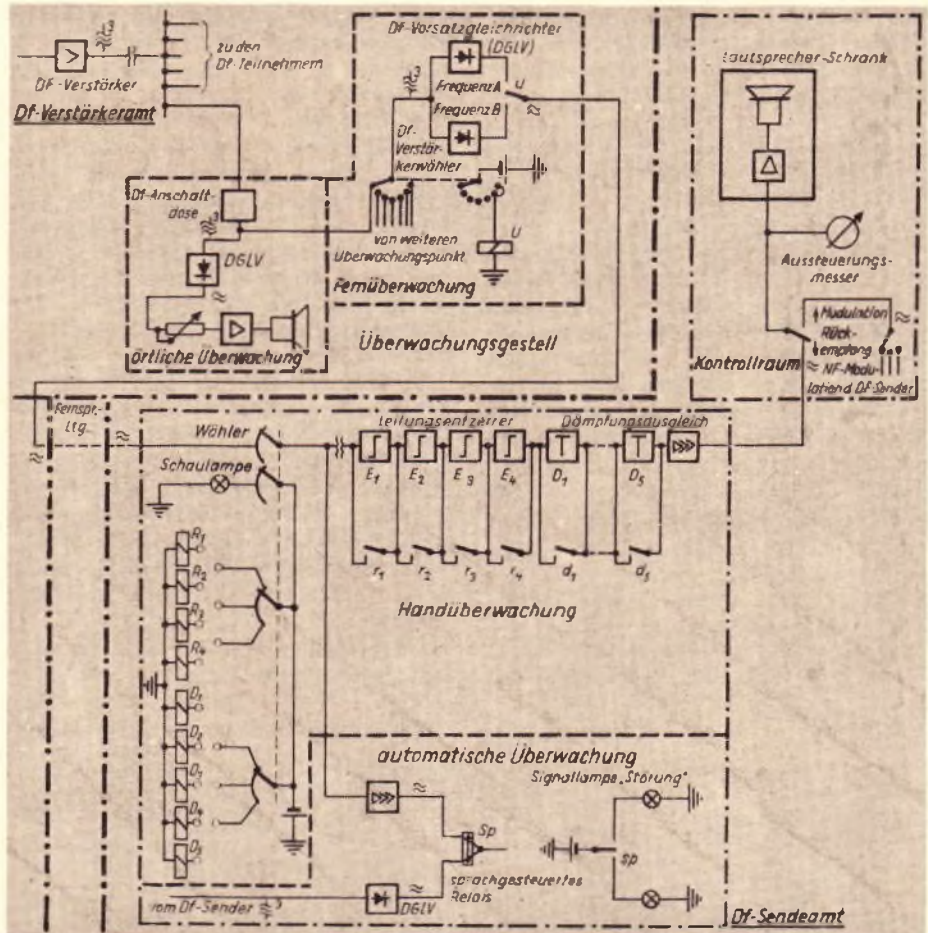 DF-Verstärker
Df-Verstärkeramt
zu den
Df-Teilnehmern
Df-Vorsatzgleichrichter
(DGLV)
Frequenz A
Frequenz B
U
Df-
Verstär-
kerwähler
U
von weiteren
Überwachungspunkt.
Fernüberwachung
Df-Anschalt-
dose
3
DGLV
örtliche Überwachung
Überwachungsgestell
Lautsprecher-Schrank
Aussteuerungs-
messer
Modulation
Rück-
empfang
NF-Modu-
lation d DF-Sender
Kontrollraum
Fernspr.-
Ltg.
Wähler
Schaulampe
Leitungsentzerrer
Dämpfungsausgleich
E1 E2 E3 E4 D1 D5
r1 r2 r3 r4 d1 d5
Handüberwachung
R1
R2
R3
R4
D1
D2
D3
D4
D5
automatische Überwachung
Signallampe „Störung"
Sp
sp
sprachgesteuertes
Relais
DGLV
vom Df-Sender
Df-Sendeamt